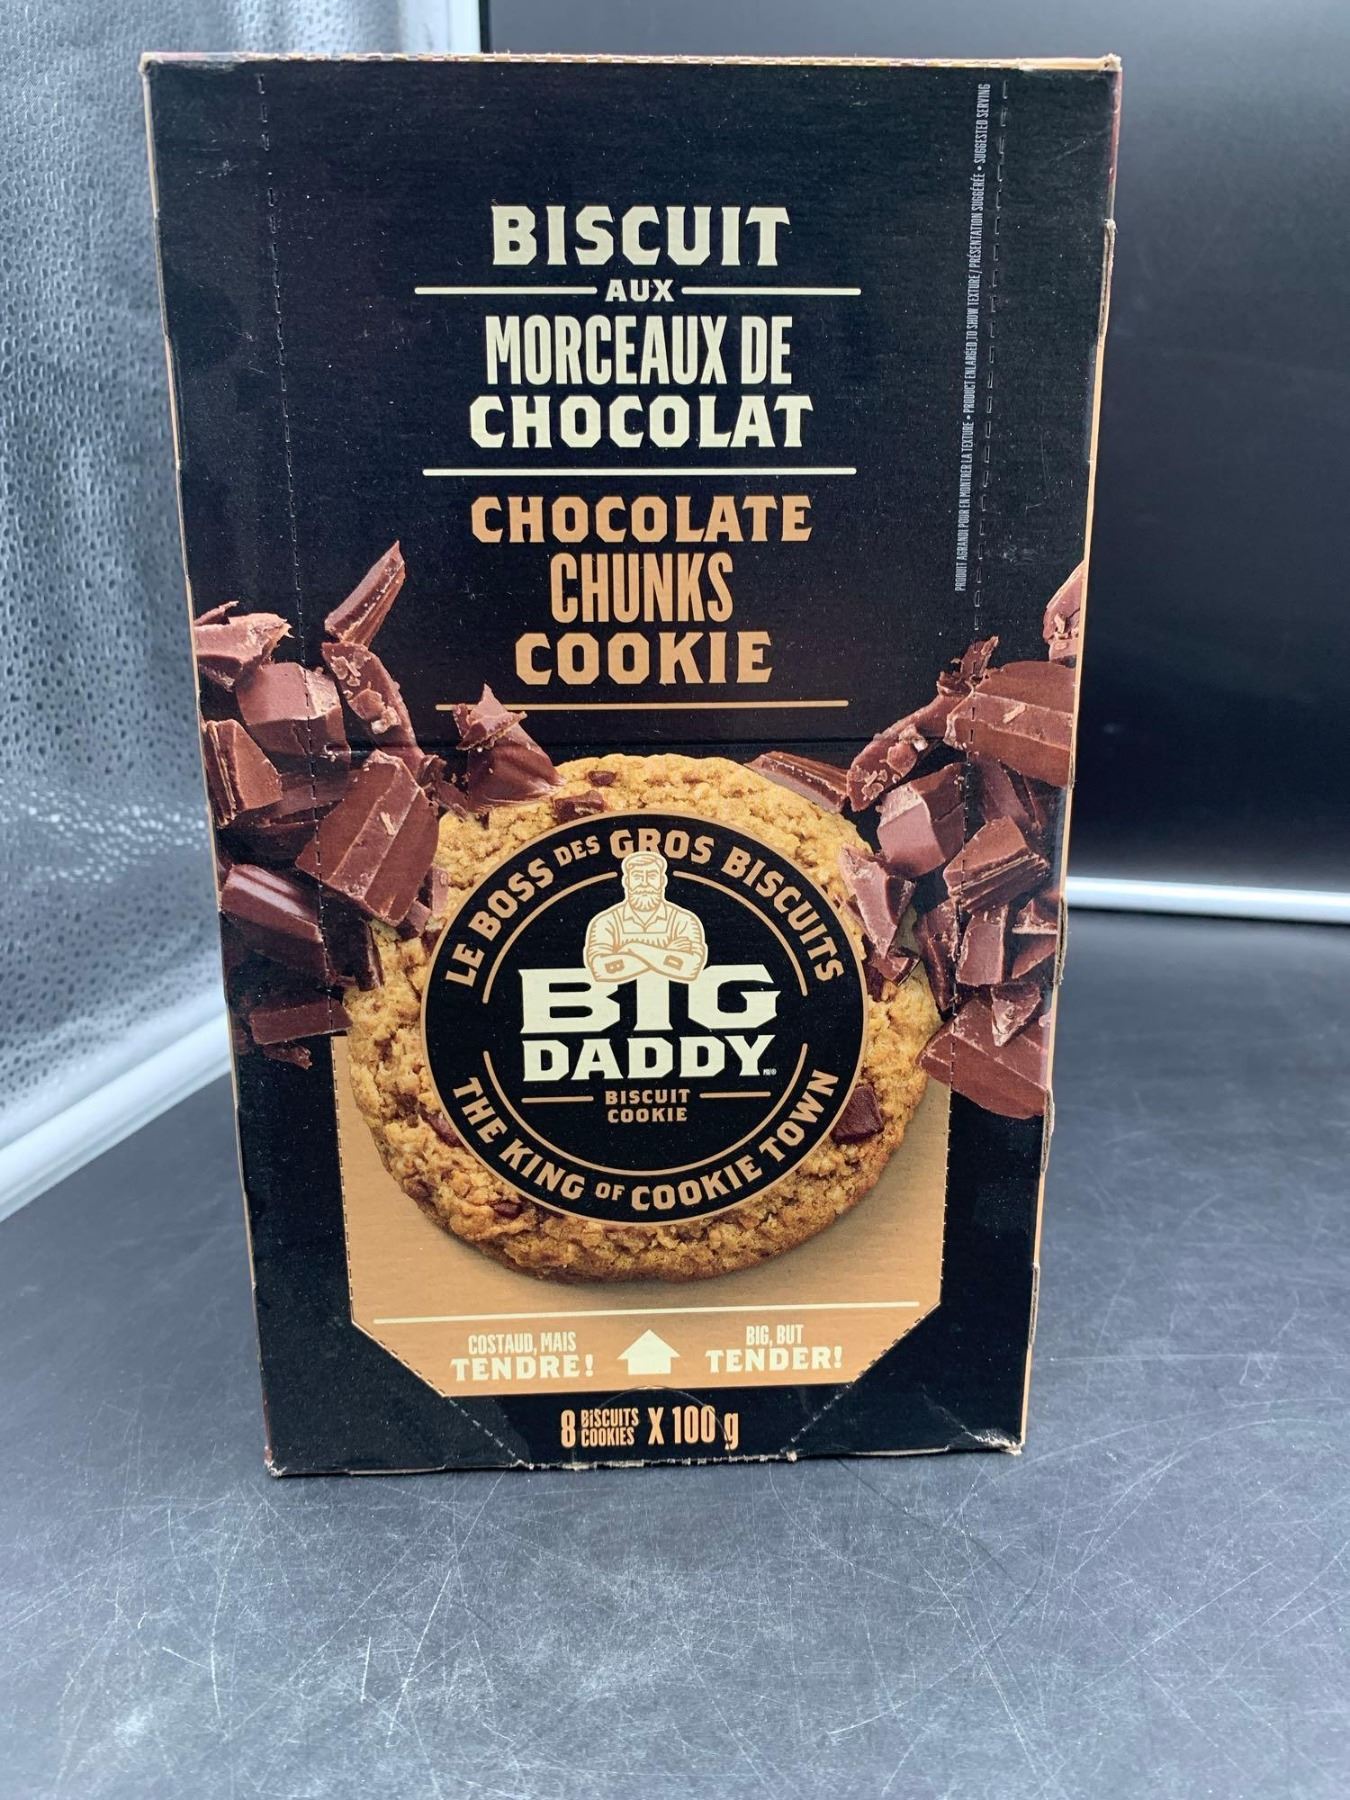 BISCUIT
AUX
MORCEAUX DE
CHOCOLAT
CHOCOLATE
CHUNKS
COOKIE
PRODUIT AGRANDI POUR EN MONTRER LA TEXTURE • PRODUCT ENLARGED TO SHOW TEXTURE / PRÉSENTATION SUGGÉRÉE • SUGGESTED SERVING
LE BOSS DES GROS BISCUITS
BIG
DADDY
BISCUIT
COOKIE
THE KING OF COOKIE TOWN
COSTAUD, MAIS
TENDRE!
BIG, BUT
TENDER!
8 BISCUITS COOKIES X 100 g